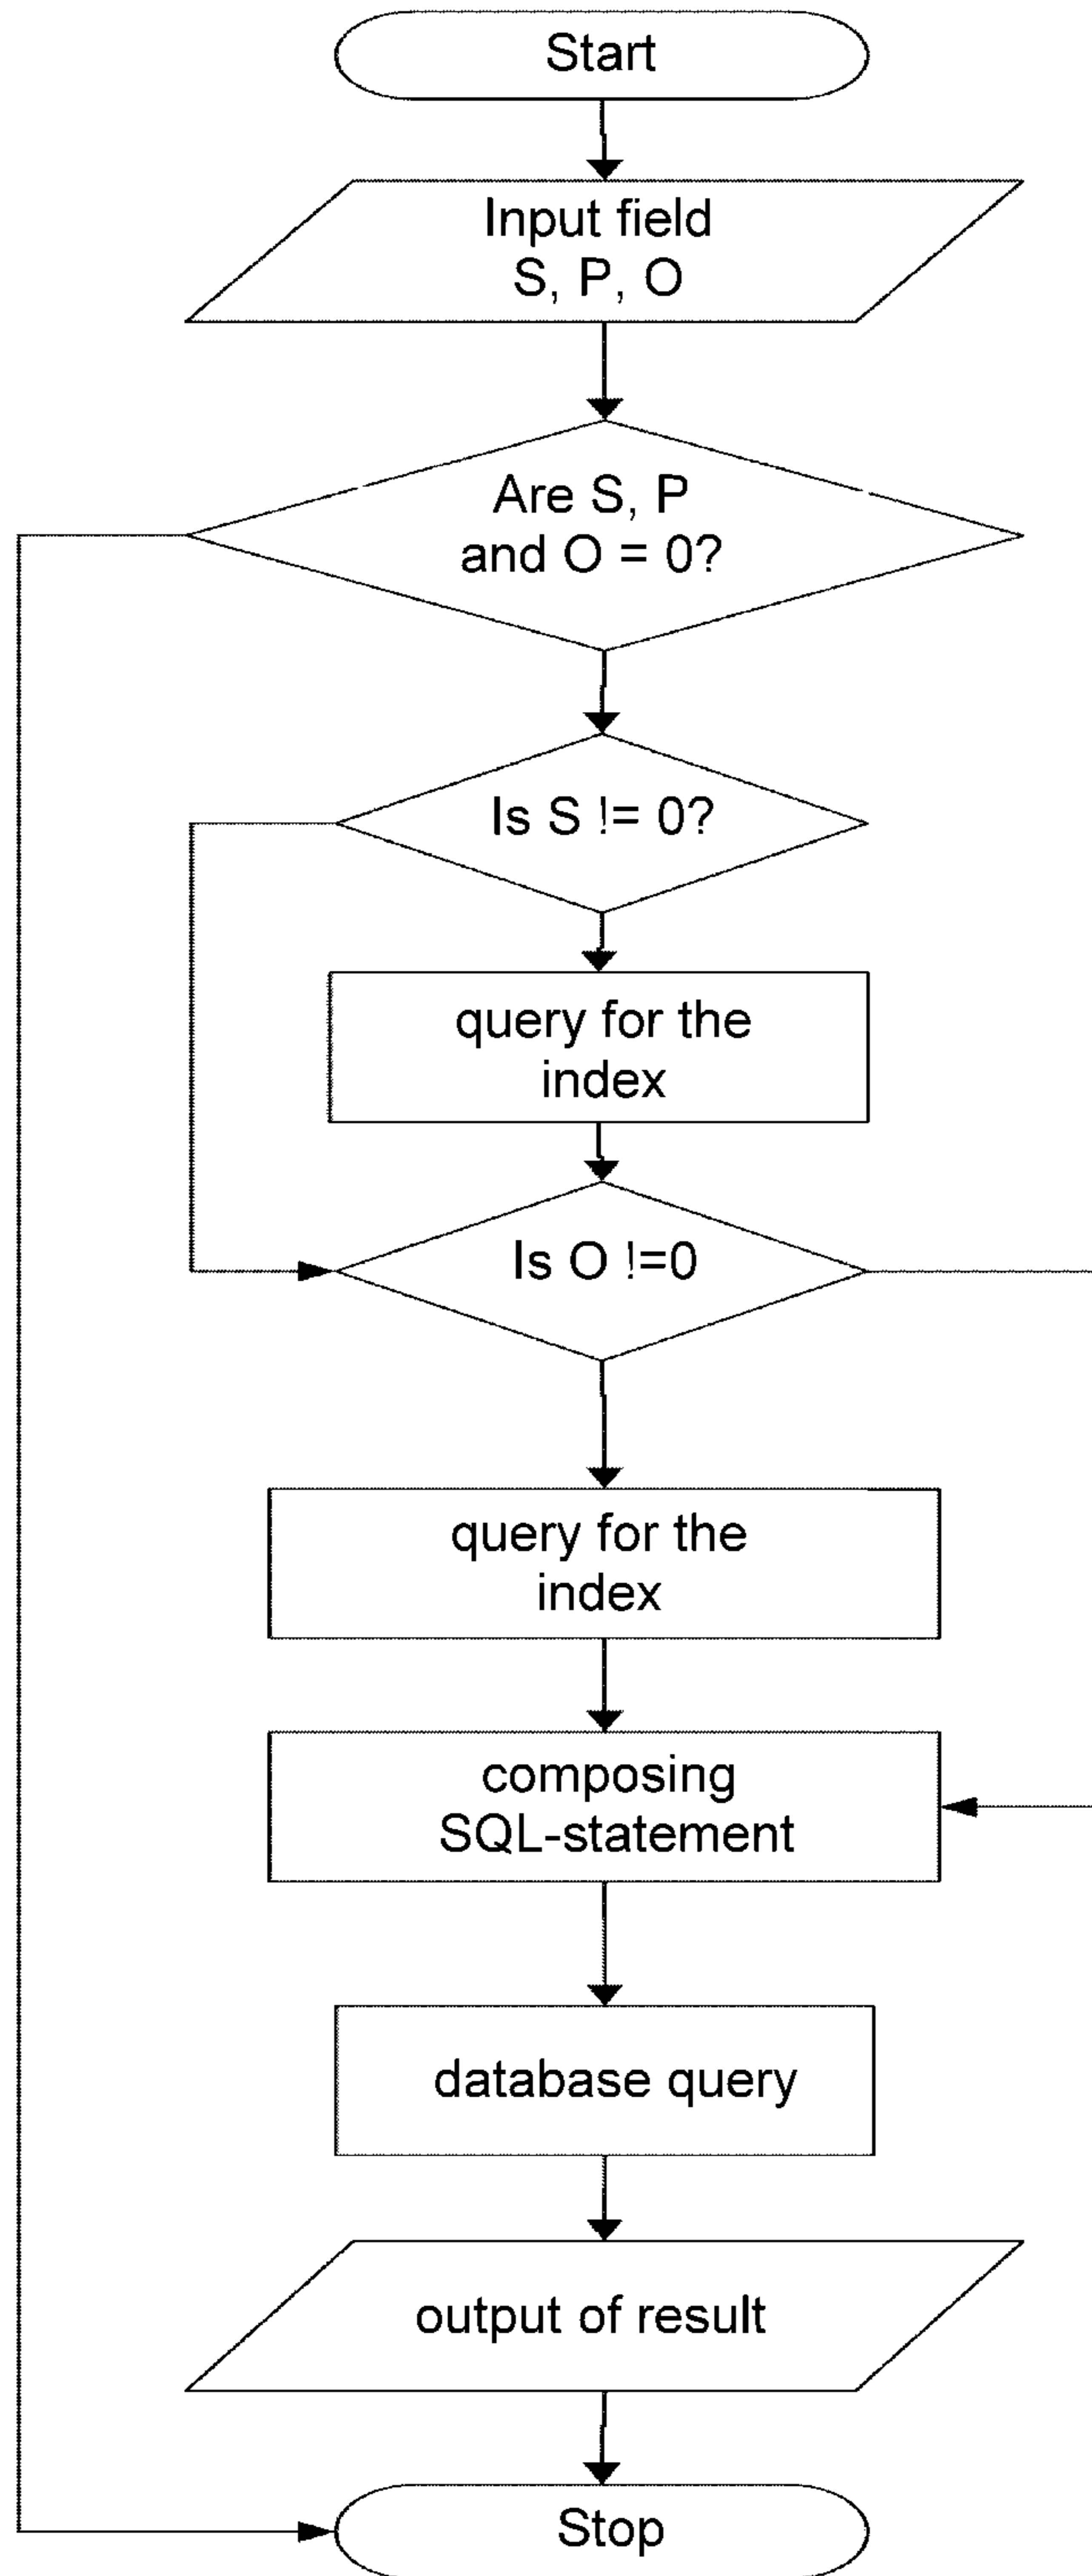 Start
Input field
S, P, O
Are S, P
and O = 0?
Is S != 0?
query for the
index
Is O !=0
query for the
index
composing
SQL-statement
database query
output of result
Stop